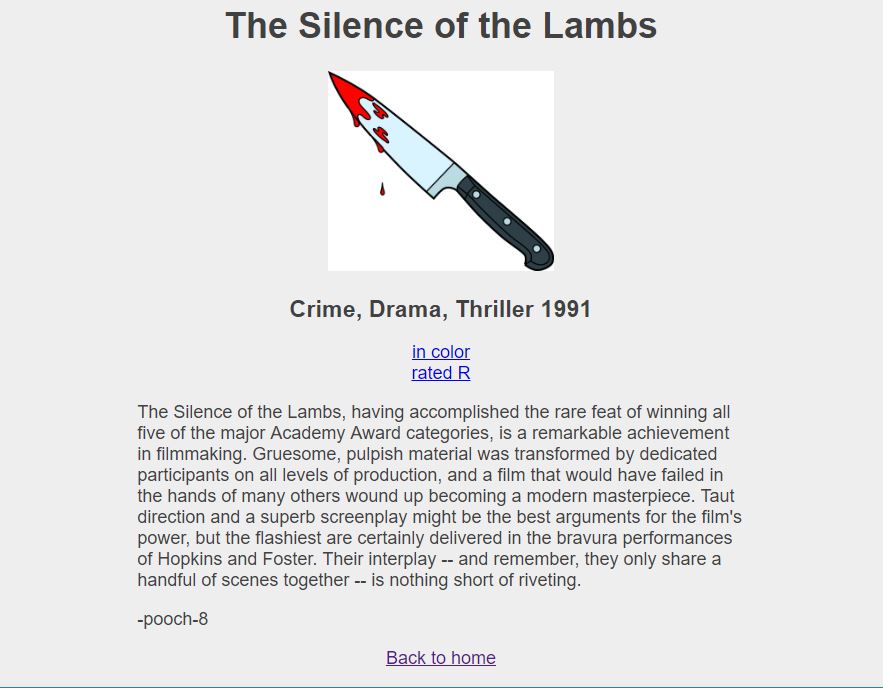 The Silence of the Lambs
Crime, Drama, Thriller 1991
in color
rated R
The Silence of the Lambs, having accomplished the rare feat of winning all
five of the major Academy Award categories, is a remarkable achievement
in filmmaking. Gruesome, pulpish material was transformed by dedicated
participants on all levels of production, and a film that would have failed in
the hands of many others wound up becoming a modern masterpiece. Taut
direction and a superb screenplay might be the best arguments for the film's
power, but the flashiest are certainly delivered in the bravura performances
of Hopkins and Foster. Their interplay -- and remember, they only share a
handful of scenes together -- is nothing short of riveting.
-pooch-8
Back to home